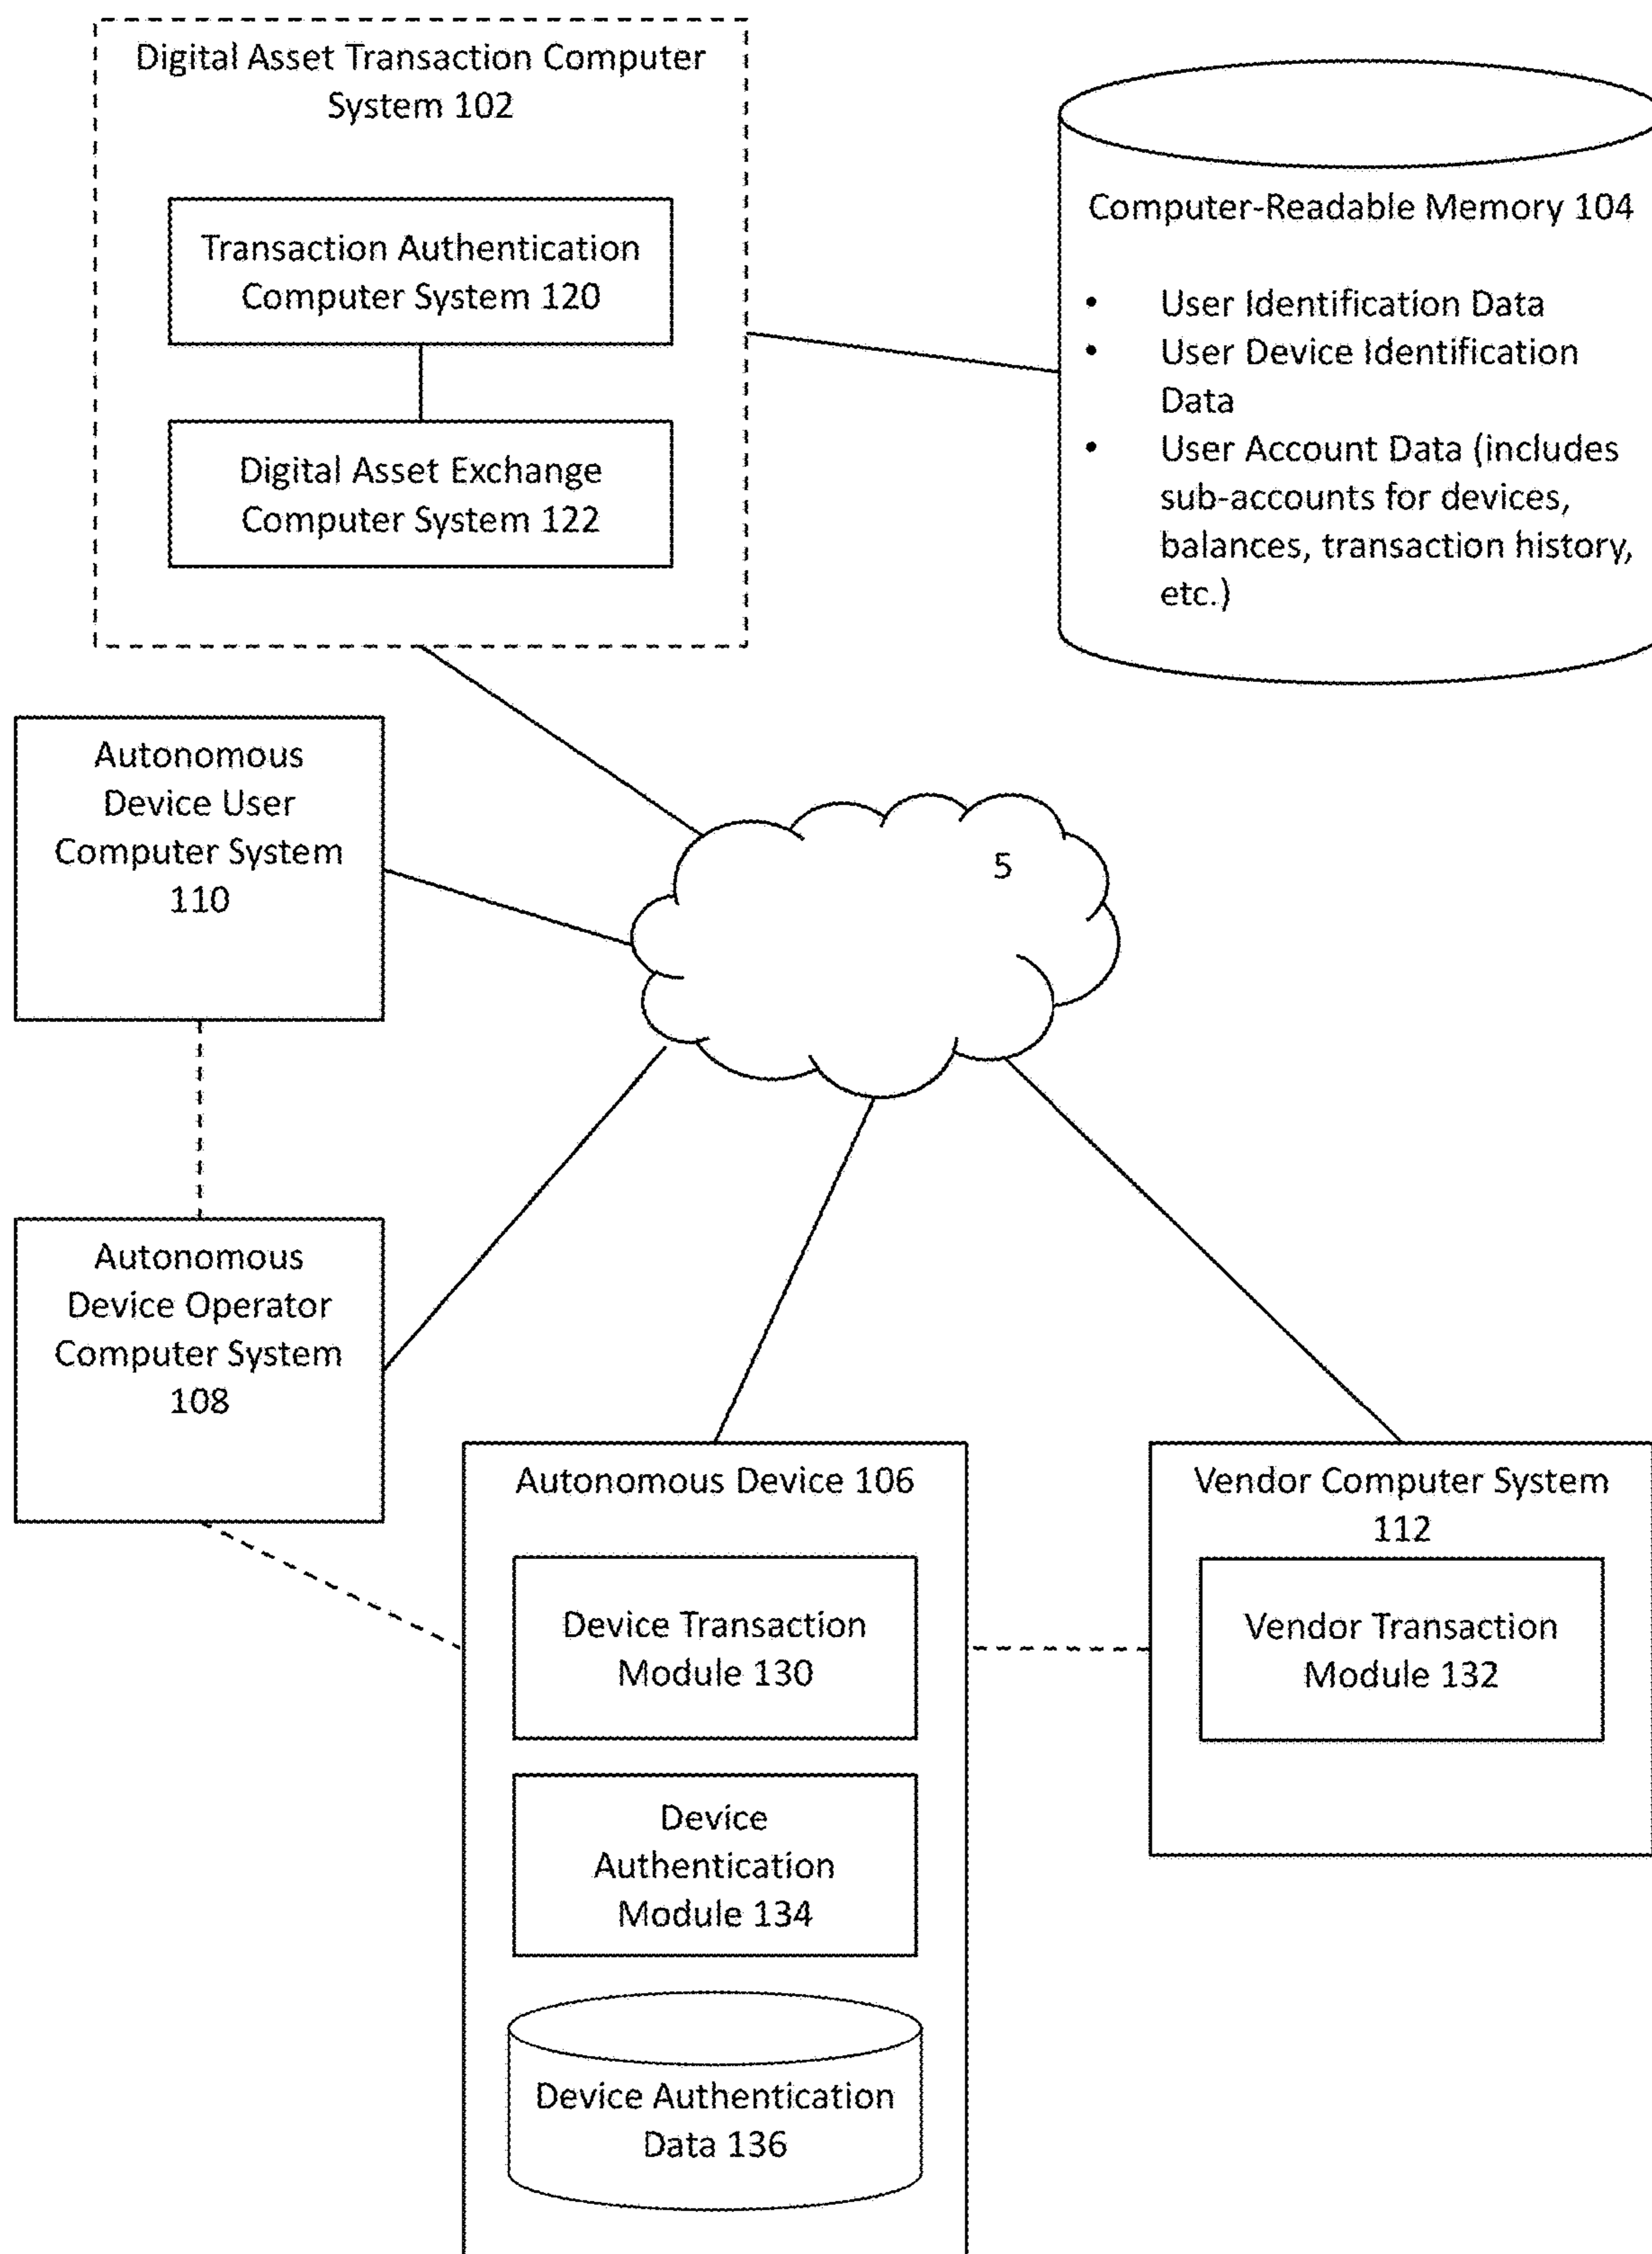 Digital Asset Transaction Computer
System 102
Transaction Authentication
Computer System 120
Digital Asset Exchange
Computer System 122
Computer-Readable Memory 104
• User Identification Data
• User Device Identification
Data
• User Account Data (includes
sub-accounts for devices,
balances, transaction history,
etc.)
Autonomous
Device User
Computer System
110
5
Autonomous
Device Operator
Computer System
108
Autonomous Device 106
Device Transaction
Module 130
Device
Authentication
Module 134
Device Authentication
Data 136
Vendor Computer System
112
Vendor Transaction
Module 132